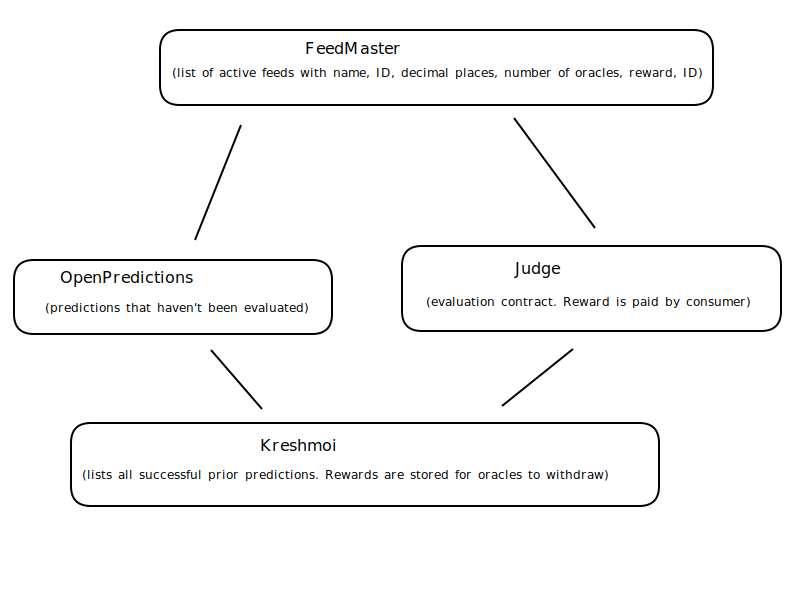 FeedMaster
(list of active feeds with name, ID, decimal places, number of oracles, reward, ID)
OpenPredictions
(predictions that haven't been evaluated)
Judge
(evaluation contract. Reward is paid by consumer)
Kreshmoi
(lists all successful prior predictions. Rewards are stored for oracles to withdraw)